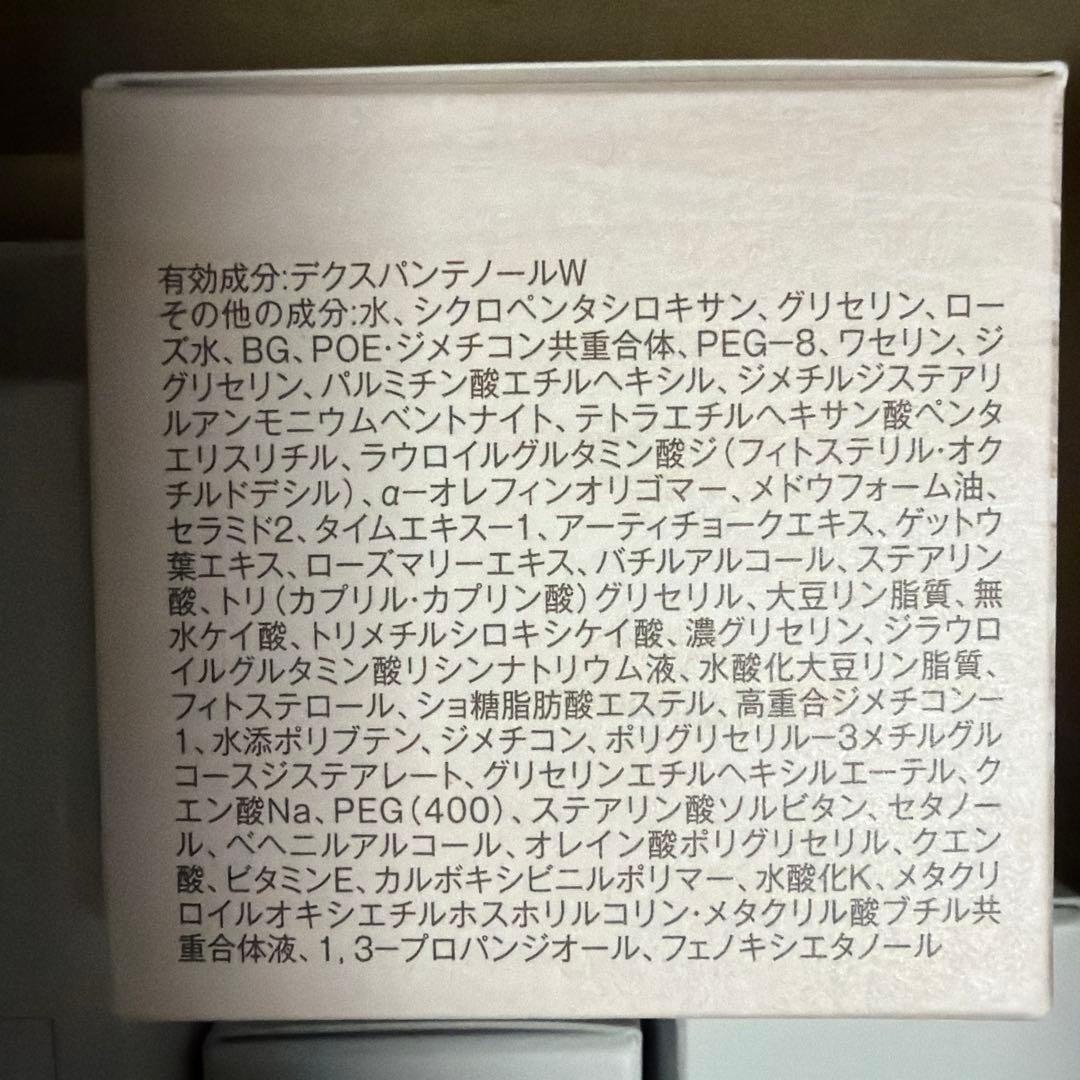 有効成分:デクスパンテノールW
その他の成分:水、シクロペンタシロキサン、グリセリン、ロー
ズ水、BG、POE·ジメチコン共重合体、PEGー8、ワセリン、ジ
グリセリン、パルミチン酸エチルヘキシル、ジメチルジステアリ
ルアンモニウムベントナイト、テトラエチルヘキサン酸ペンタ
エリスリチル、ラウロイルグルタミン酸ジ(フィトステリル·オク
チルドデシル)、αーオレフィンオリゴマー、メドウフォーム油、
セラミド2、タイムエキスー1、アーティチョークエキス、ゲットウ
葉エキス、ローズマリーエキス、バチルアルコール、ステアリン
酸、トリ(カプリル·カプリン酸)グリセリル、大豆リン脂質、無
水ケイ酸、トリメチルシロキシケイ酸、濃グリセリン、ジラウロ
イルグルタミン酸リシンナトリウム液、水酸化大豆リン脂質、
フィトステロール、ショ糖脂肪酸エステル、高重合ジメチコンー
1、水添ポリブテン、ジメチコン、ポリグリセリルー3メチルグル
コースジステアレート、グリセリンエチルヘキシルエーテル、ク
エン酸Na、PEG(400)、ステアリン酸ソルビタン、セタノー
ル、ベヘニルアルコール、オレイン酸ポリグリセリル、クエン
酸、ビタミンE、カルボキシビニルポリマー、水酸化K、メタクリ
ロイルオキシエチルホスホリルコリン·メタクリル酸ブチル共
重合体液、1,3ープロパンジオール、フェノキシエタノール